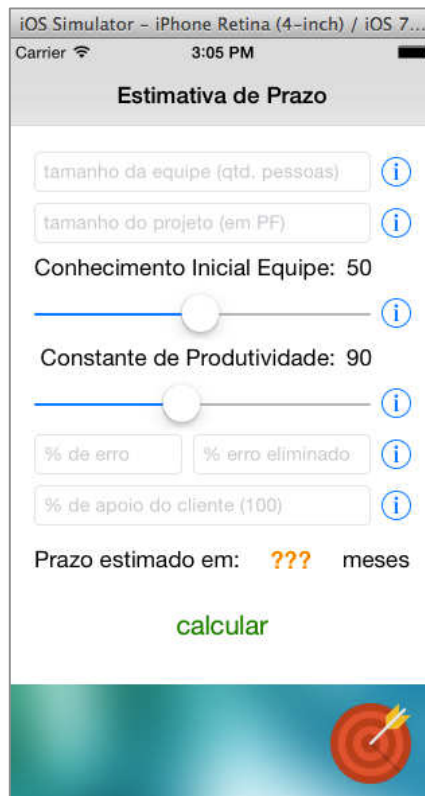 iOS Simulator – iPhone Retina (4-inch) / iOS 7...
Carrier 3:05 PM
Estimativa de Prazo
tamanho da equipe (qtd. pessoas)
tamanho do projeto (em PF)
Conhecimento Inicial Equipe: 50
Constante de Produtividade: 90
% de erro % erro eliminado
% de apoio do cliente (100)
Prazo estimado em: ??? meses
calcular